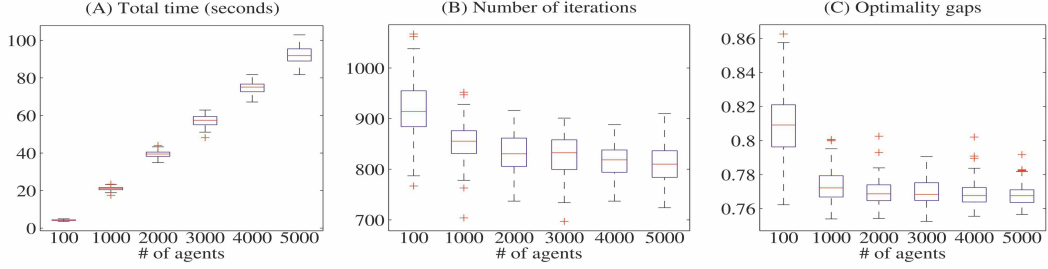 (A) Total time (seconds)
100
80
60
40
20
0
100 1000 2000 3000 4000 5000
# of agents
(B) Number of iterations
1000
900
800
700
100 1000 2000 3000 4000 5000
# of agents
(C) Optimality gaps
0.86
0.84
0.82
0.8
0.78
0.76
100 1000 2000 3000 4000 5000
# of agents